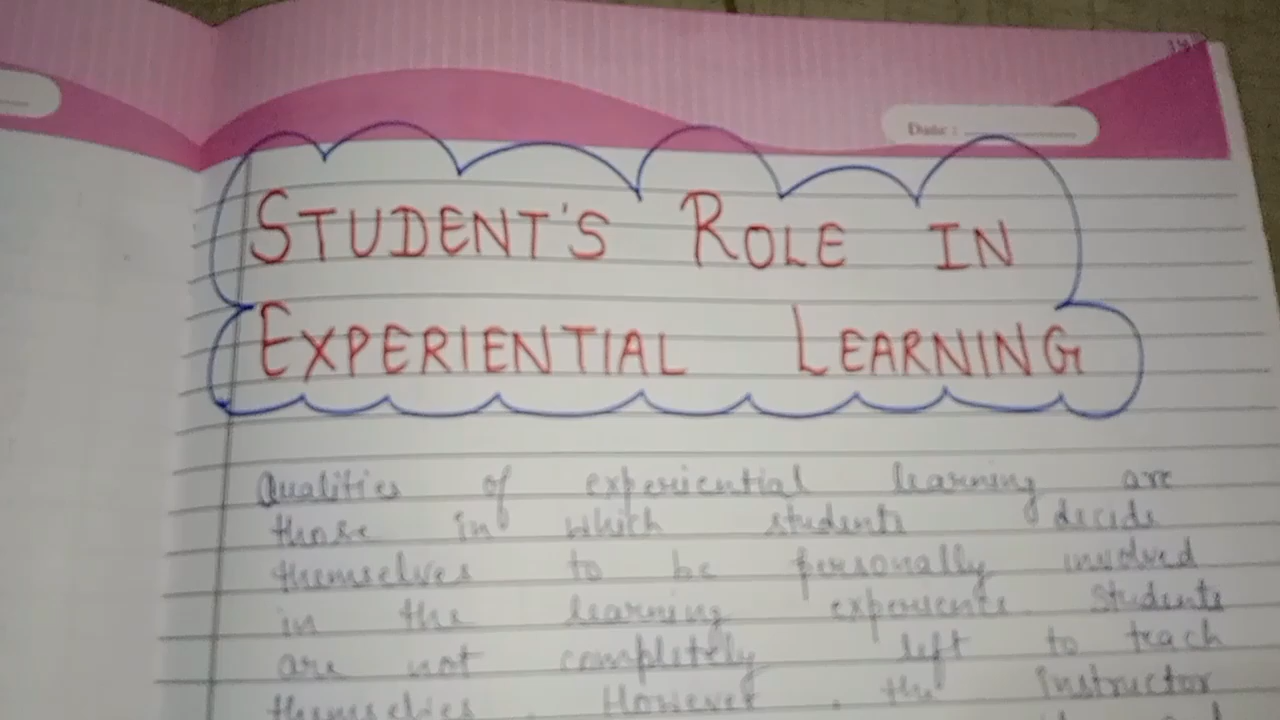 Date :
STUDENT'S ROLE IN
EXPERIENTIAL LEARNING
Qualities of experiential learning are
those in which students decide
themselves to be personally involved
in the learning students
are not completely left to teach
themselves. However, the instructor